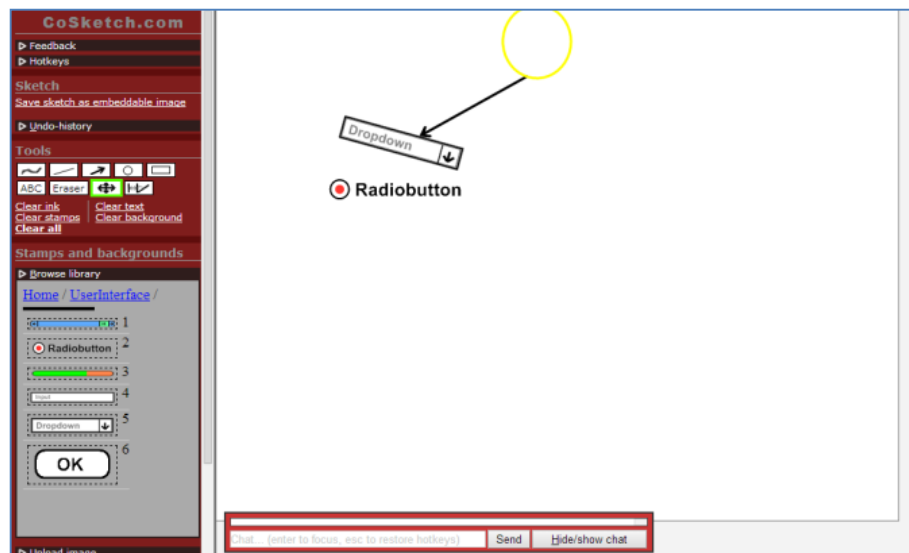 CoSketch.com
Feedback
Hotkeys
Sketch
Save sketch as embeddable image
Undo-history
Tools
ABC Eraser
Clear ink Clear text
Clear stamps Clear background
Clear all
Stamps and backgrounds
Browse library
Home / UserInterface /
1
Radiobutton 2
3
Input 4
Dropdown 5
OK 6
Upload image
Dropdown
Radiobutton
Chat... (enter to focus, esc to restore hotkeys) Send Hide/show chat